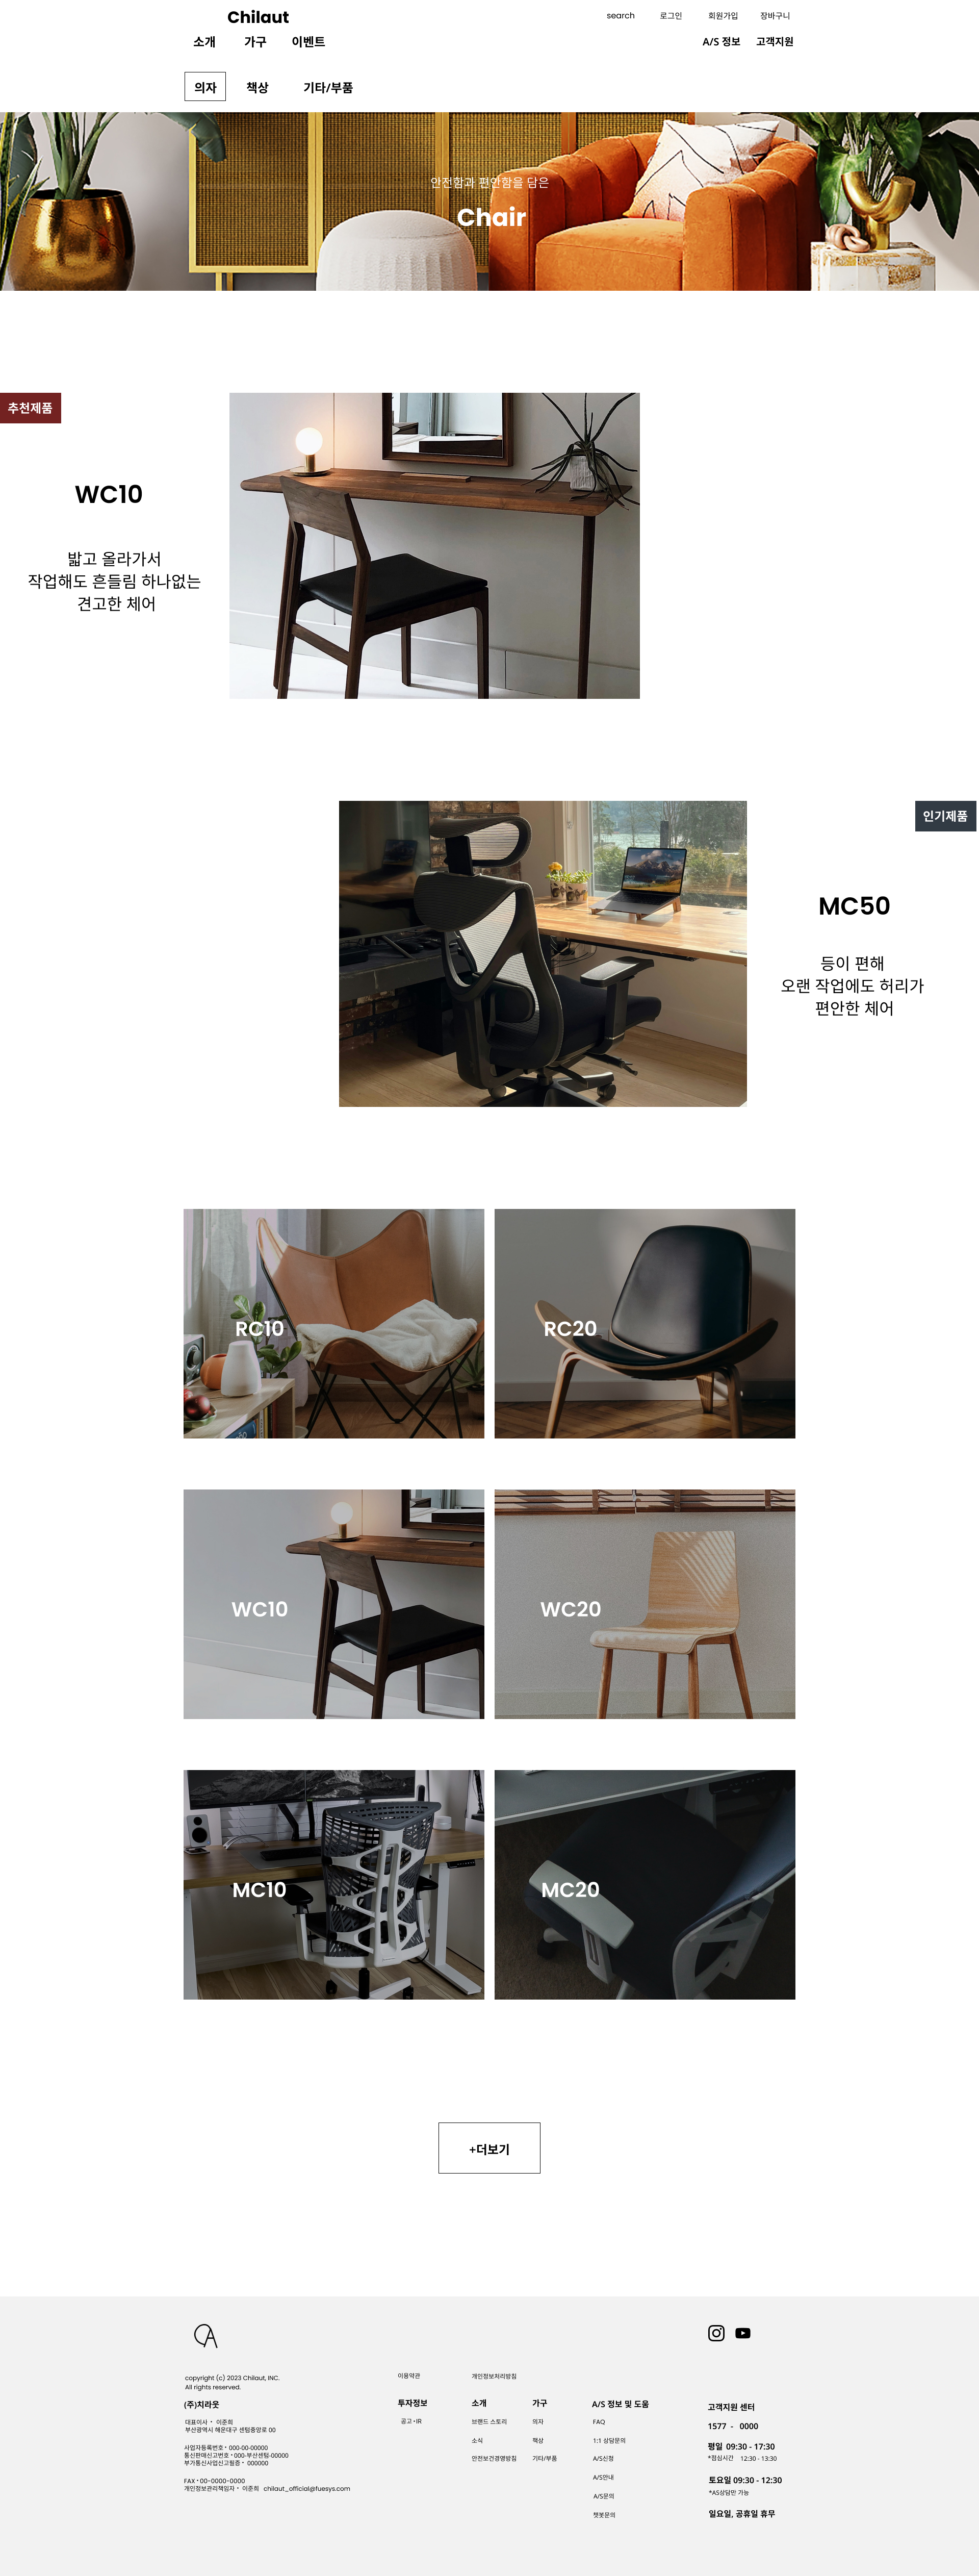 Chilaut
search 로그인 회원가입 장바구니
소개 가구 이벤트 A/S 정보 고객지원
의자 책상 기타/부품
안전함과 편안함을 담은
Chair
추천제품
WC10
밟고 올라가서
작업해도 흔들림 하나없는
견고한 체어
인기제품
MC50
등이 편해
오랜 작업에도 허리가
편안한 체어
RC10
RC20
WC10
WC20
MC10
MC20
+더보기
copyright (c) 2023 Chilaut, INC.
All rights reserved.
(주)치라웃
대표이사 • 이준희
부산광역시 해운대구 센텀중앙로 00
사업자등록번호 • 000-00-00000
통신판매신고번호 • 000-부산센텀-00000
부가통신사업신고필증 • 000000
FAX • 00-0000-0000
개인정보관리책임자 • 이준희 chilaut_official@fuesys.com
이용약관
개인정보처리방침
투자정보
공고 • IR
소개
브랜드 스토리
소식
안전보건경영방침
가구
의자
책상
기타/부품
A/S 정보 및 도움
FAQ
1:1 상담문의
A/S신청
A/S안내
A/S문의
챗봇문의
고객지원 센터
1577 - 0000
평일 09:30 - 17:30
*점심시간 12:30 - 13:30
토요일 09:30 - 12:30
*AS상담만 가능
일요일, 공휴일 휴무